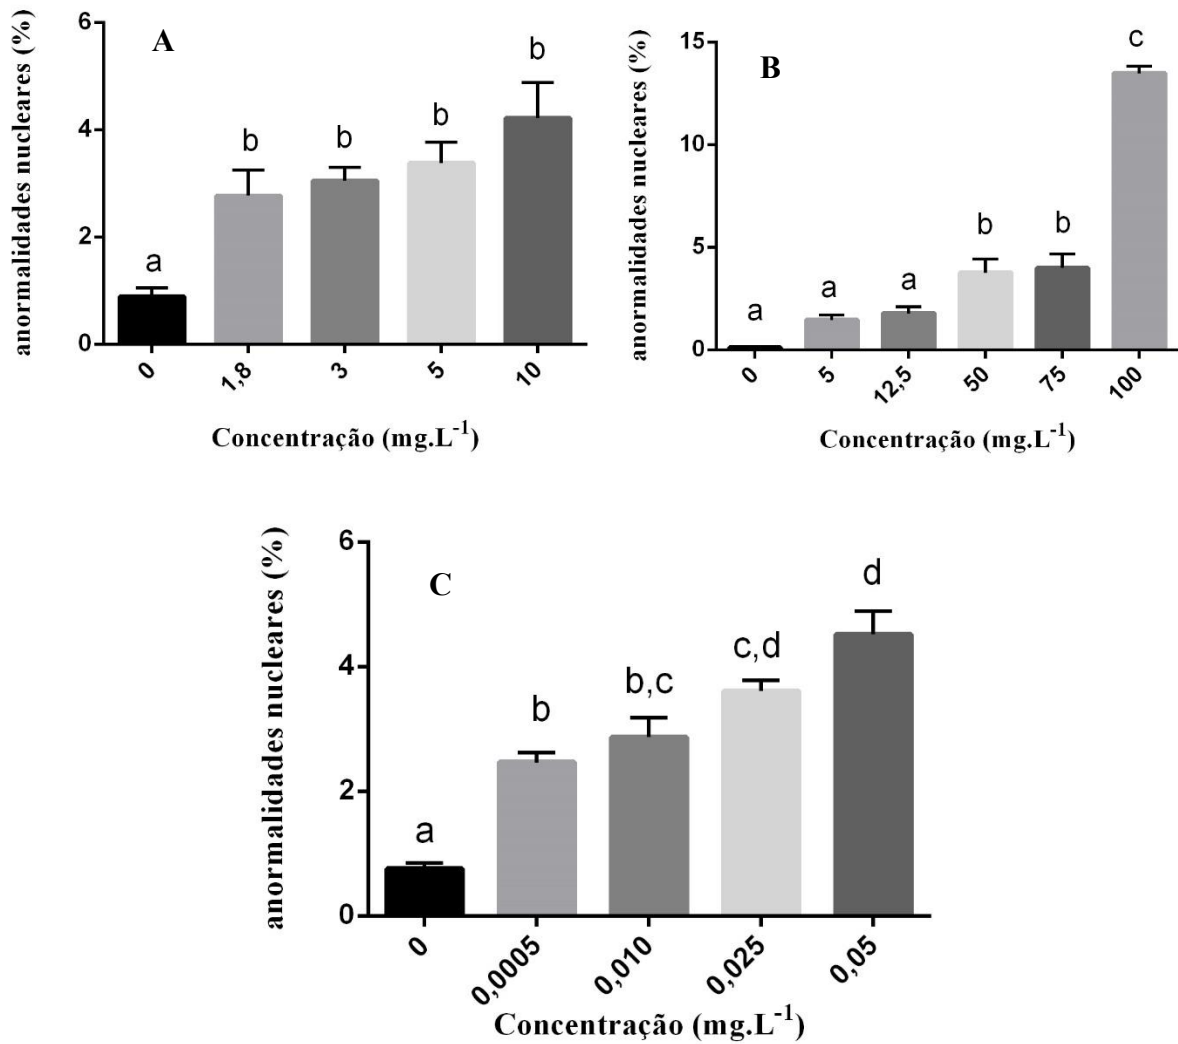 anormalidades nucleares (%)
6
4
2
0
A
a
b
b
b
b
0
1,8
3
5
10
Concentração (mg.L-1)
anormalidades nucleares (%)
15
10
5
0
B
a
a
a
b
b
c
0
5
12,5
50
75
100
Concentração (mg.L-1)
anormalidades nucleares (%)
6
4
2
0
C
a
b
b,c
c,d
d
0
0,0005
0,010
0,025
0,05
Concentração (mg.L-1)